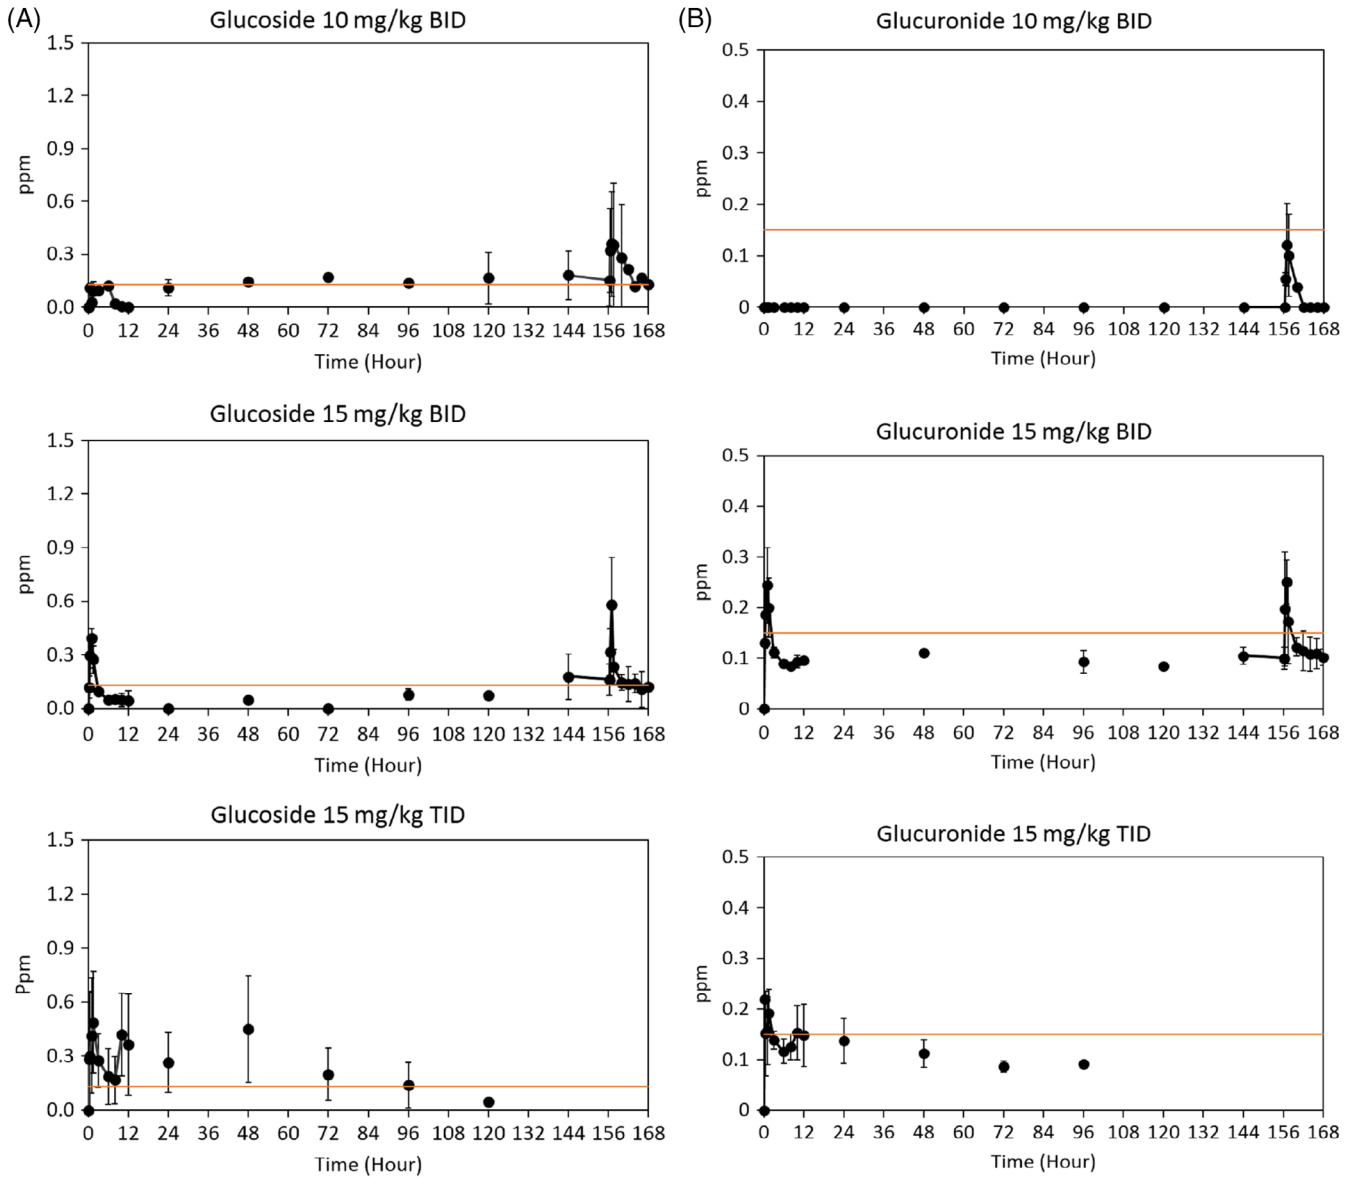 (A)
Glucoside 10 mg/kg BID
1.5
1.2
0.9
0.6
0.3
0.0
ppm
0 12 24 36 48 60 72 84 96 108 120 132 144 156 168
Time (Hour)
(B)
Glucuronide 10 mg/kg BID
0.5
0.4
0.3
0.2
0.1
0
ppm
0 12 24 36 48 60 72 84 96 108 120 132 144 156 168
Time (Hour)
Glucoside 15 mg/kg BID
1.5
1.2
0.9
0.6
0.3
0.0
ppm
0 12 24 36 48 60 72 84 96 108 120 132 144 156 168
Time (Hour)
Glucuronide 15 mg/kg BID
0.5
0.4
0.3
0.2
0.1
0
ppm
0 12 24 36 48 60 72 84 96 108 120 132 144 156 168
Time (Hour)
Glucoside 15 mg/kg TID
1.5
1.2
0.9
0.6
0.3
0.0
Ppm
0 12 24 36 48 60 72 84 96 108 120 132 144 156 168
Time (Hour)
Glucuronide 15 mg/kg TID
0.5
0.4
0.3
0.2
0.1
0
ppm
0 12 24 36 48 60 72 84 96 108 120 132 144 156 168
Time (Hour)